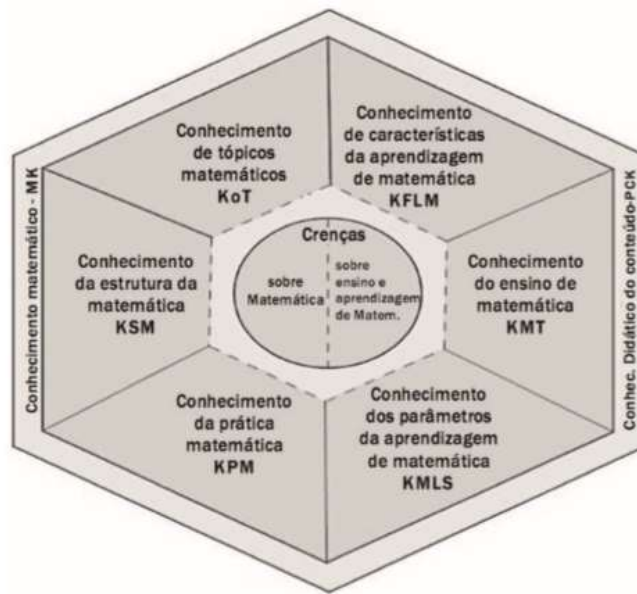 Conhecimento matemático - MK
Conhecimento
de tópicos
matemáticos
KoT
Conhecimento
de características
da aprendizagem
de matemática
KFLM
Conhecimento
da estrutura da
matemática
KSM
Crenças
sobre
Matemática
sobre
ensino e
aprendizagem
de Matem.
Conhecimento
do ensino de
matemática
KMT
Conhecimento
da prática
matemática
KPM
Conhecimento
dos parâmetros
da aprendizagem
de matemática
KMLS
Conhec. Didático do conteúdo-PCK